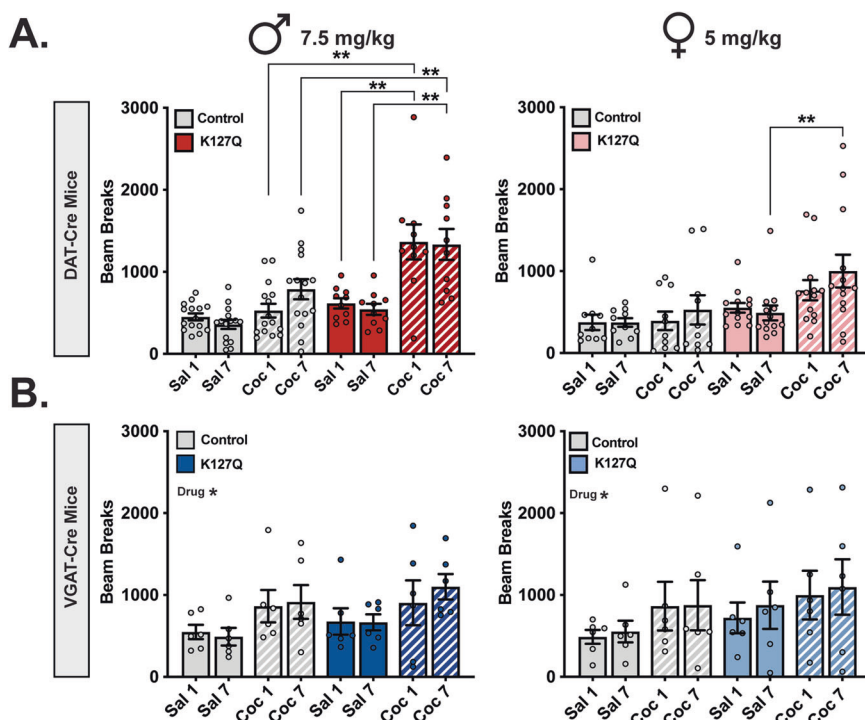 A.
♂ 7.5 mg/kg
♀ 5 mg/kg
DAT-Cre Mice
** ** ** **
Beam Breaks
3000
2000
1000
0
Control
K127Q
Sal 1 Sal 7 Coc 1 Coc 7 Sal 1 Sal 7 Coc 1 Coc 7
**
Beam Breaks
3000
2000
1000
0
Control
K127Q
Sal 1 Sal 7 Coc 1 Coc 7 Sal 1 Sal 7 Coc 1 Coc 7
B.
VGAT-Cre Mice
Beam Breaks
3000
2000
1000
0
Control
K127Q
Drug *
Sal 1 Sal 7 Coc 1 Coc 7 Sal 1 Sal 7 Coc 1 Coc 7
Beam Breaks
3000
2000
1000
0
Control
K127Q
Drug *
Sal 1 Sal 7 Coc 1 Coc 7 Sal 1 Sal 7 Coc 1 Coc 7